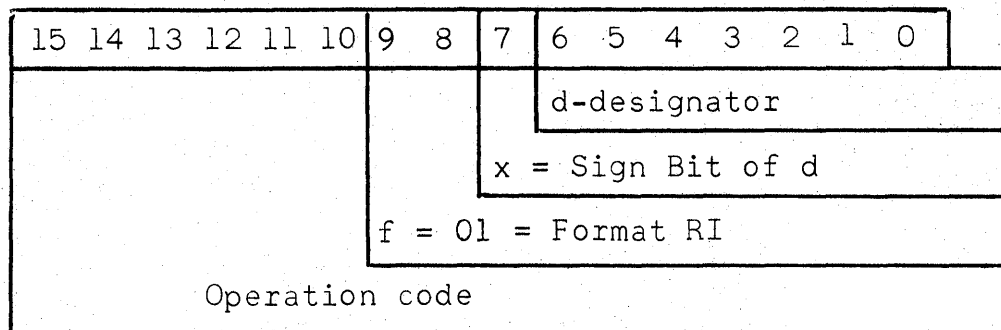 15 14 13 12 11 10 9 8 7 6 5 4 3 2 1 0
d-designator
x = Sign Bit of d
f = 01 = Format RI
Operation code